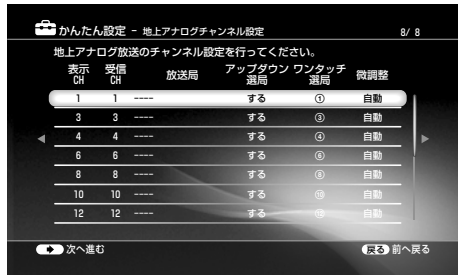 かんたん設定 - 地上アナログチャンネル設定 8/ 8
地上アナログ放送のチャンネル設定を行ってください。
表示CH 受信CH 放送局 アップダウン選局 ワンタッチ選局 微調整
1 1 ---- する ① 自動
3 3 ---- する ③ 自動
4 4 ---- する ④ 自動
6 6 ---- する ⑥ 自動
8 8 ---- する ⑧ 自動
10 10 ---- する ⑩ 自動
12 12 ---- する ⑫ 自動
次へ進む 戻る 前へ戻る